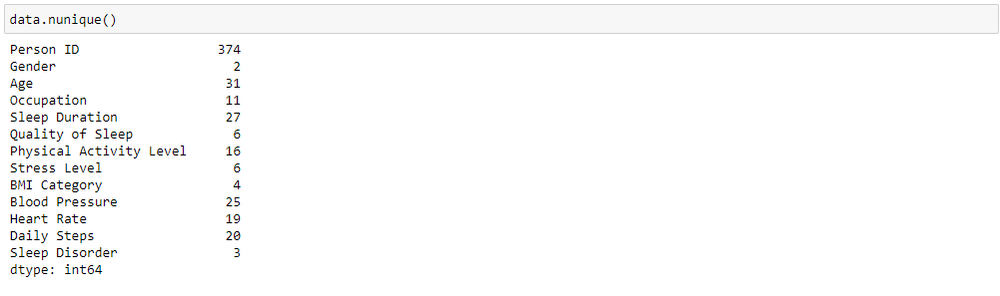 data.nunique()
Person ID                  374
Gender                       2
Age                         31
Occupation                  11
Sleep Duration              27
Quality of Sleep             6
Physical Activity Level     16
Stress Level                 6
BMI Category                 4
Blood Pressure              25
Heart Rate                  19
Daily Steps                 20
Sleep Disorder               3
dtype: int64